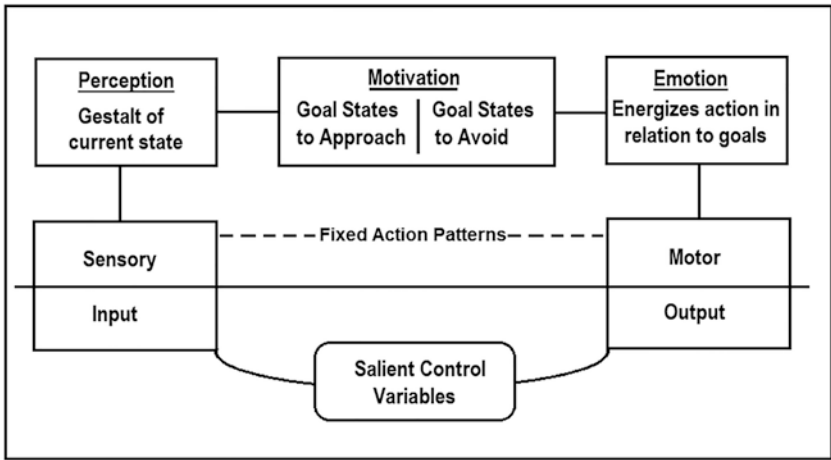 Perception
Gestalt of
current state
Motivation
Goal States
to Approach
Goal States
to Avoid
Emotion
Energizes action in
relation to goals
Fixed Action Patterns
Sensory
Input
Motor
Output
Salient Control
Variables